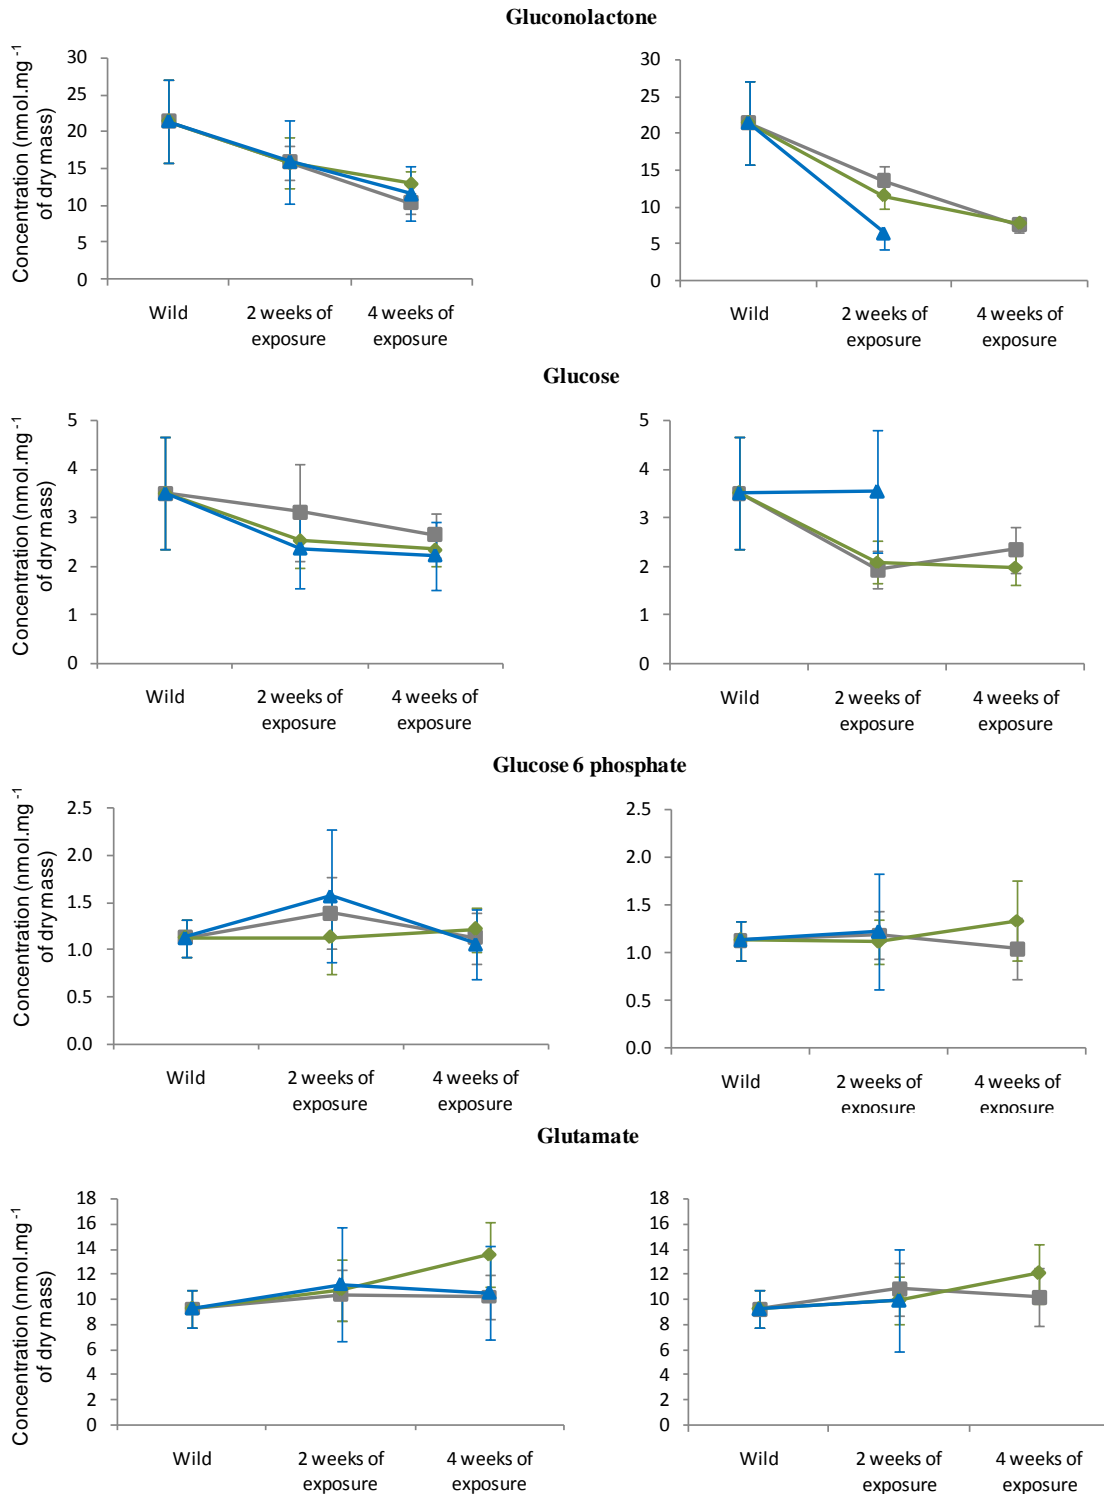 Gluconolactone
Concentration (nmol.mg-1
of dry mass)
30
25
20
15
10
5
0
Wild
2 weeks of
exposure
4 weeks of
exposure
30
25
20
15
10
5
0
Wild
2 weeks of
exposure
4 weeks of
exposure
Glucose
Concentration (nmol.mg-1
of dry mass)
5
4
3
2
1
0
Wild
2 weeks of
exposure
4 weeks of
exposure
5
4
3
2
1
0
Wild
2 weeks of
exposure
4 weeks of
exposure
Glucose 6 phosphate
Concentration (nmol.mg-1
of dry mass)
2.5
2.0
1.5
1.0
0.5
0.0
Wild
2 weeks of
exposure
4 weeks of
exposure
2.5
2.0
1.5
1.0
0.5
0.0
Wild
2 weeks of
exposure
4 weeks of
exposure
Glutamate
Concentration (nmol.mg-1
of dry mass)
18
16
14
12
10
8
6
4
2
0
Wild
2 weeks of
exposure
4 weeks of
exposure
18
16
14
12
10
8
6
4
2
0
Wild
2 weeks of
exposure
4 weeks of
exposure